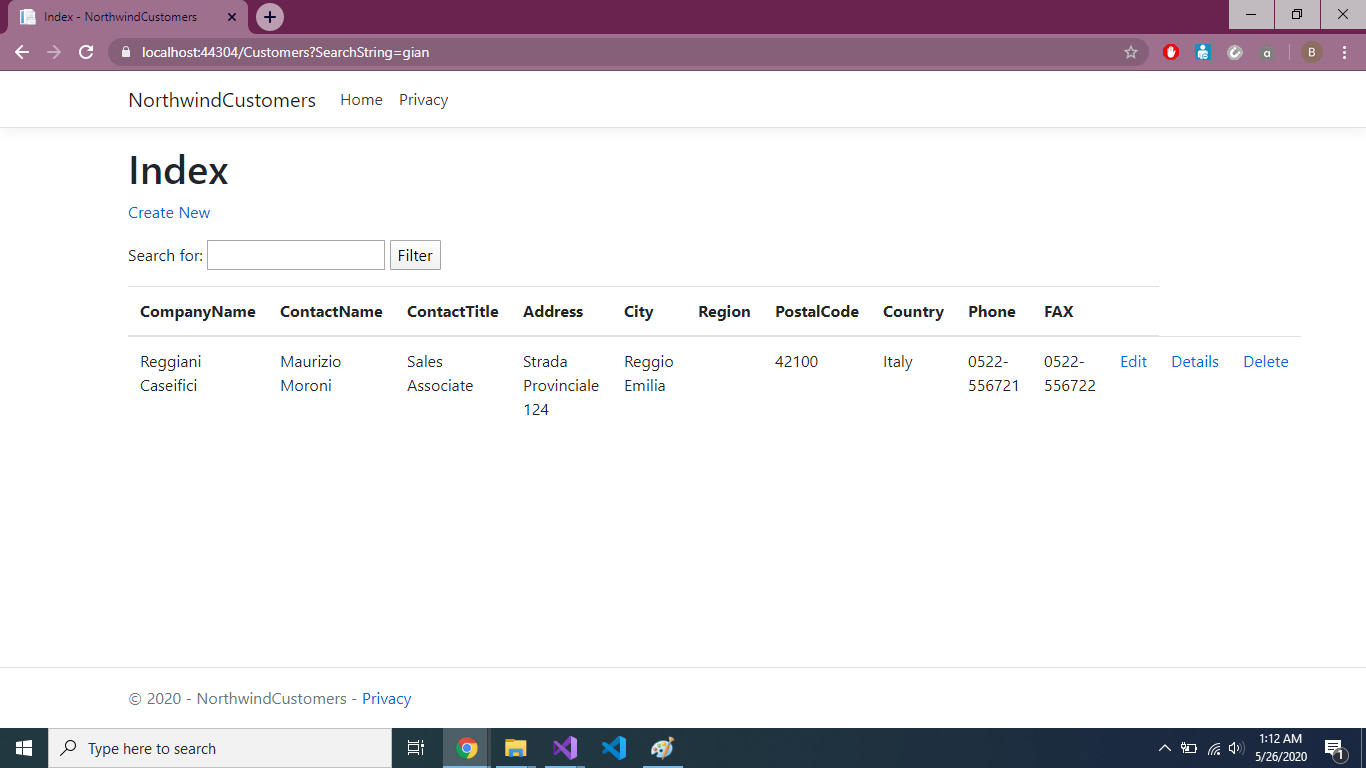 Index - NorthwindCustomers
localhost:44304/Customers?SearchString=gian
a
B
NorthwindCustomers Home Privacy
Index
Create New
Search for: Filter
CompanyName ContactName ContactTitle Address City Region PostalCode Country Phone FAX
Reggiani Maurizio Sales Strada Reggio 42100 Italy 0522- 0522- Edit Details Delete
Caseifici Moroni Associate Provinciale Emilia 556721 556722
124
© 2020 - NorthwindCustomers - Privacy
Type here to search
1:12 AM
5/26/2020
1